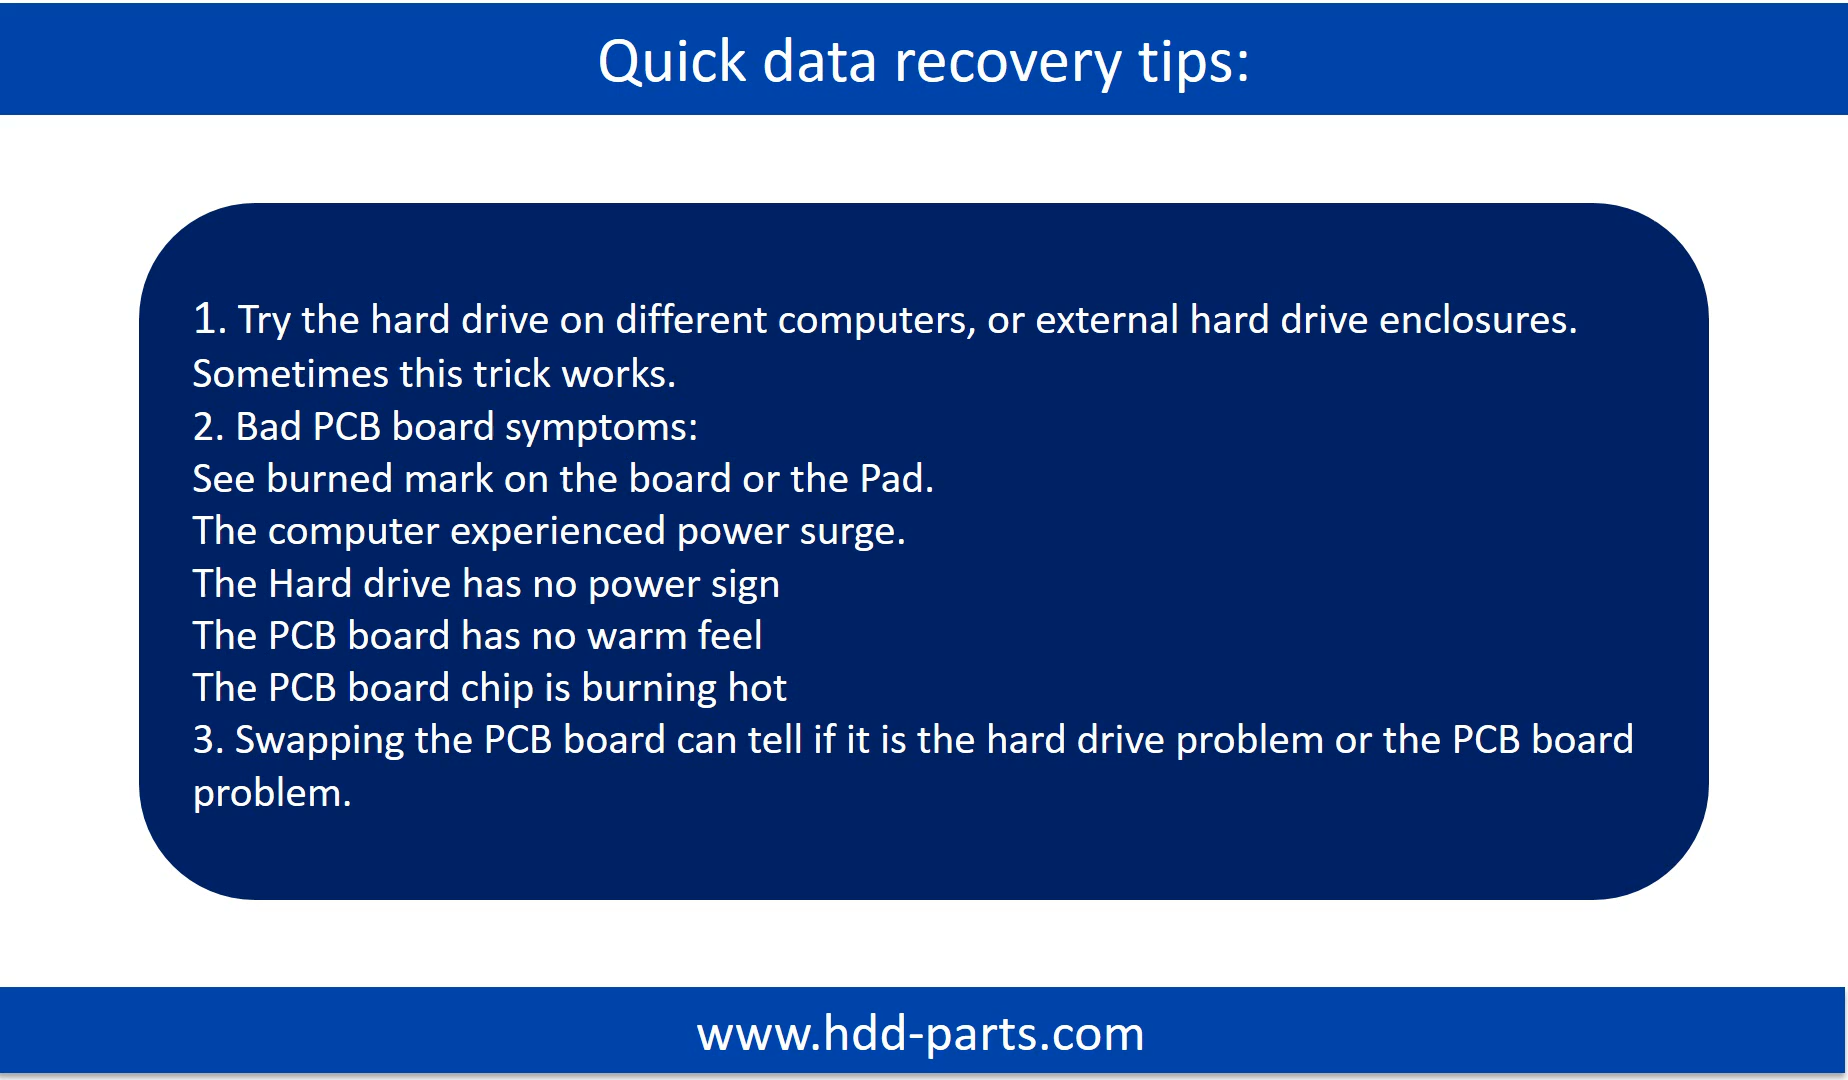 Quick data recovery tips:
1. Try the hard drive on different computers, or external hard drive enclosures.
Sometimes this trick works.
2. Bad PCB board symptoms:
See burned mark on the board or the Pad.
The computer experienced power surge.
The Hard drive has no power sign
The PCB board has no warm feel
The PCB board chip is burning hot
3. Swapping the PCB board can tell if it is the hard drive problem or the PCB board
problem.
www.hdd-parts.com